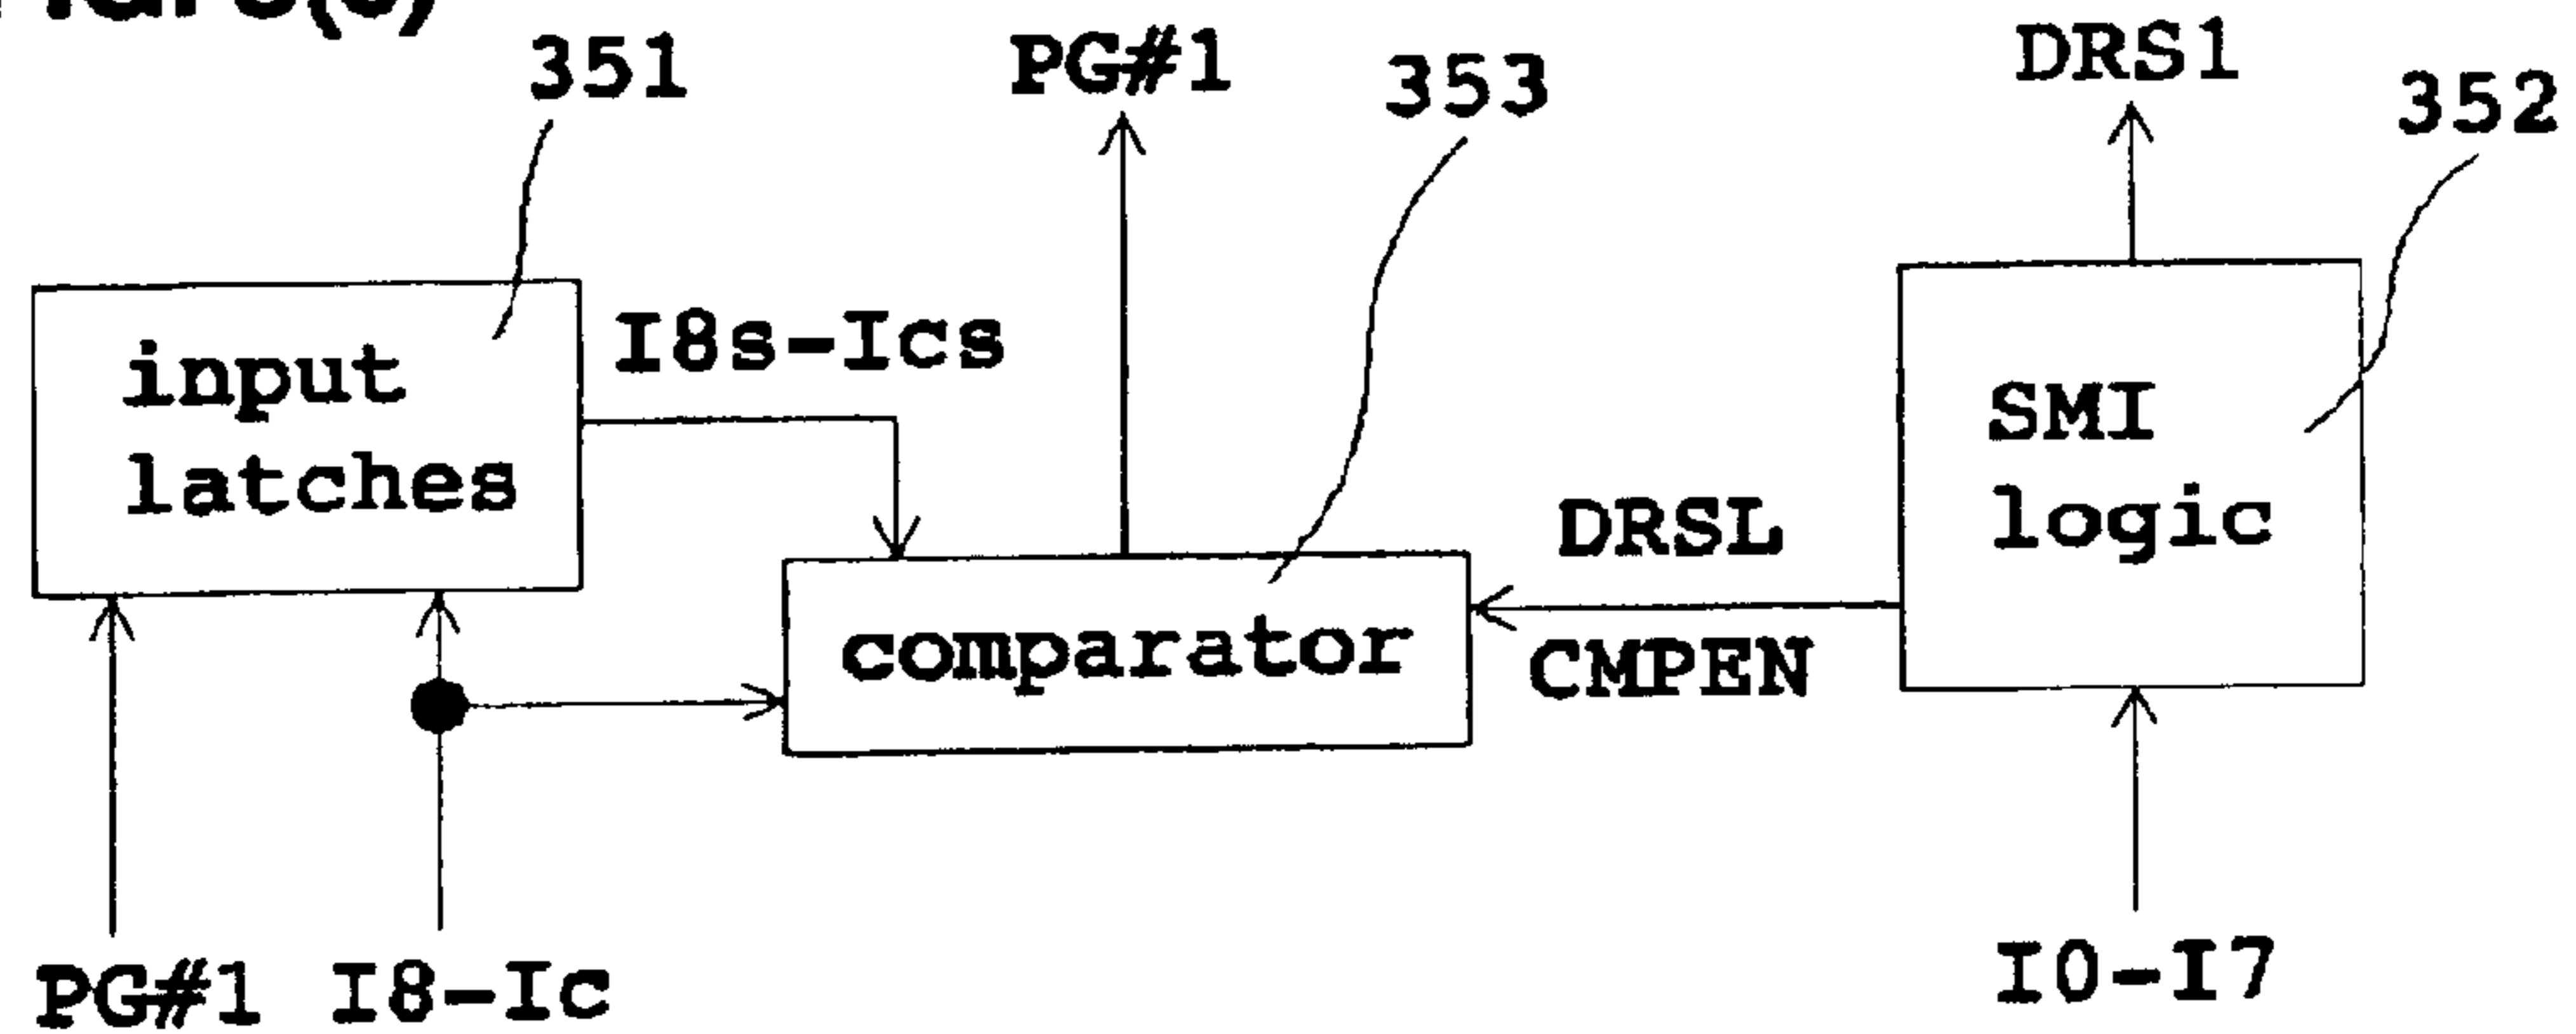 351
PG#1
353
DRS1
352
input
latches
I8s-Ics
comparator
DRSL
CMPEN
SMI
logic
PG#1
I8-Ic
I0-I7